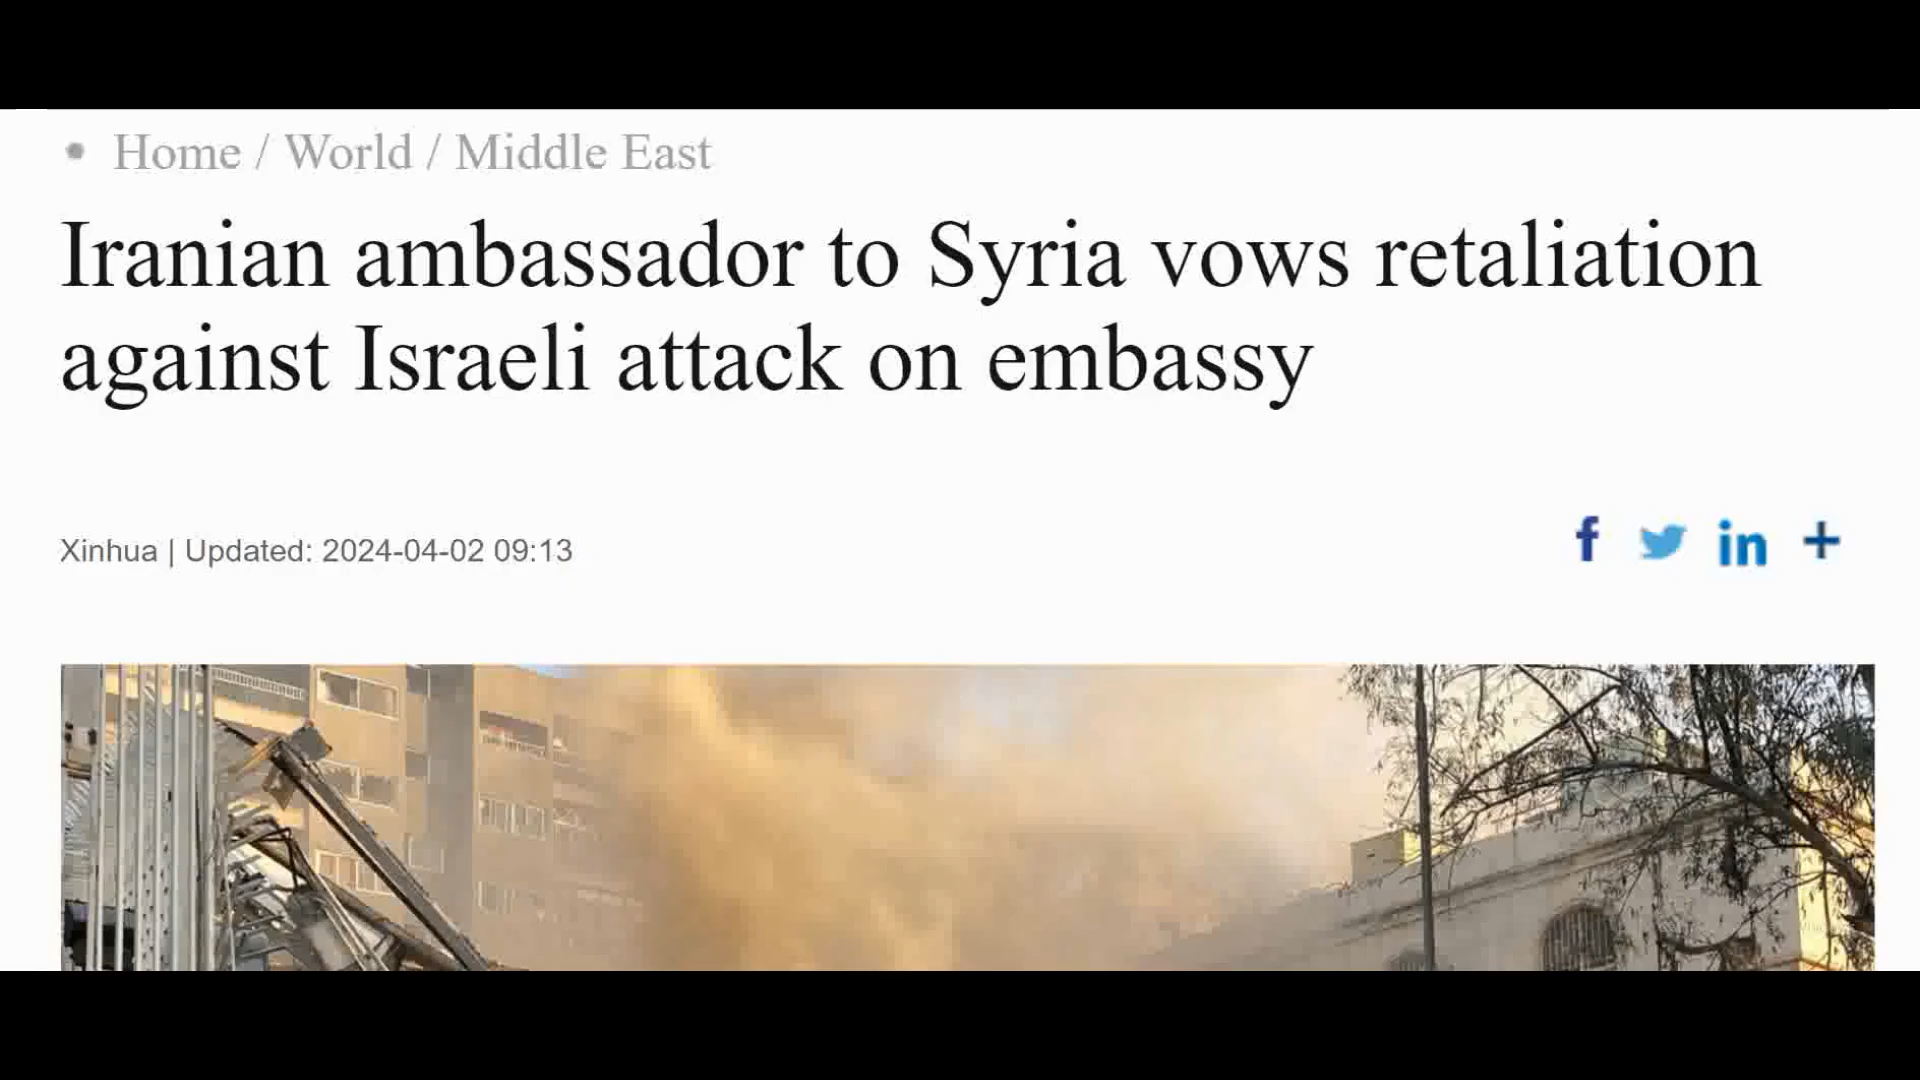 Home / World / Middle East
Iranian ambassador to Syria vows retaliation
against Israeli attack on embassy
Xinhua | Updated: 2024-04-02 09:13
f in +